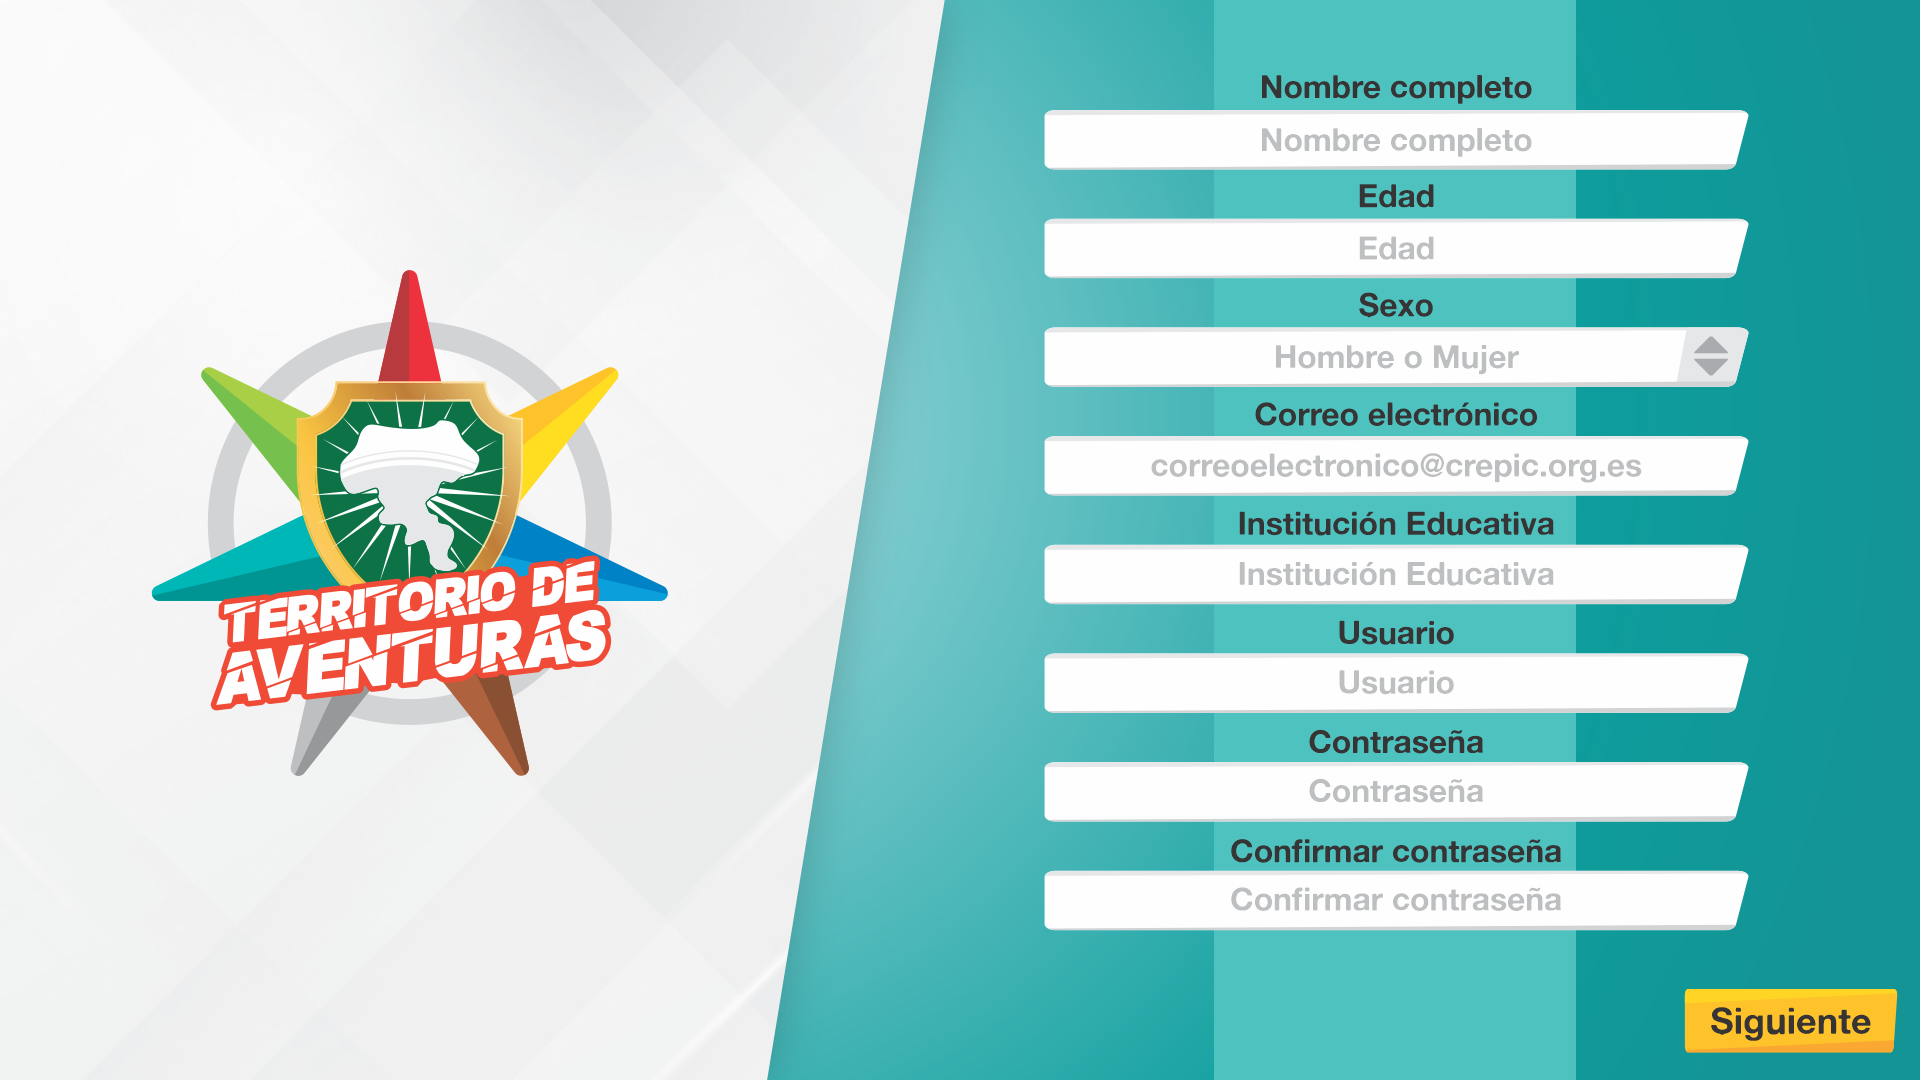 TERRITORIO DE
AVENTURAS
Nombre completo
Nombre completo
Edad
Edad
Sexo
Hombre o Mujer
Correo electrónico
correoelectronico@crepic.org.es
Institución Educativa
Institución Educativa
Usuario
Usuario
Contraseña
Contraseña
Confirmar contraseña
Confirmar contraseña
Siguiente